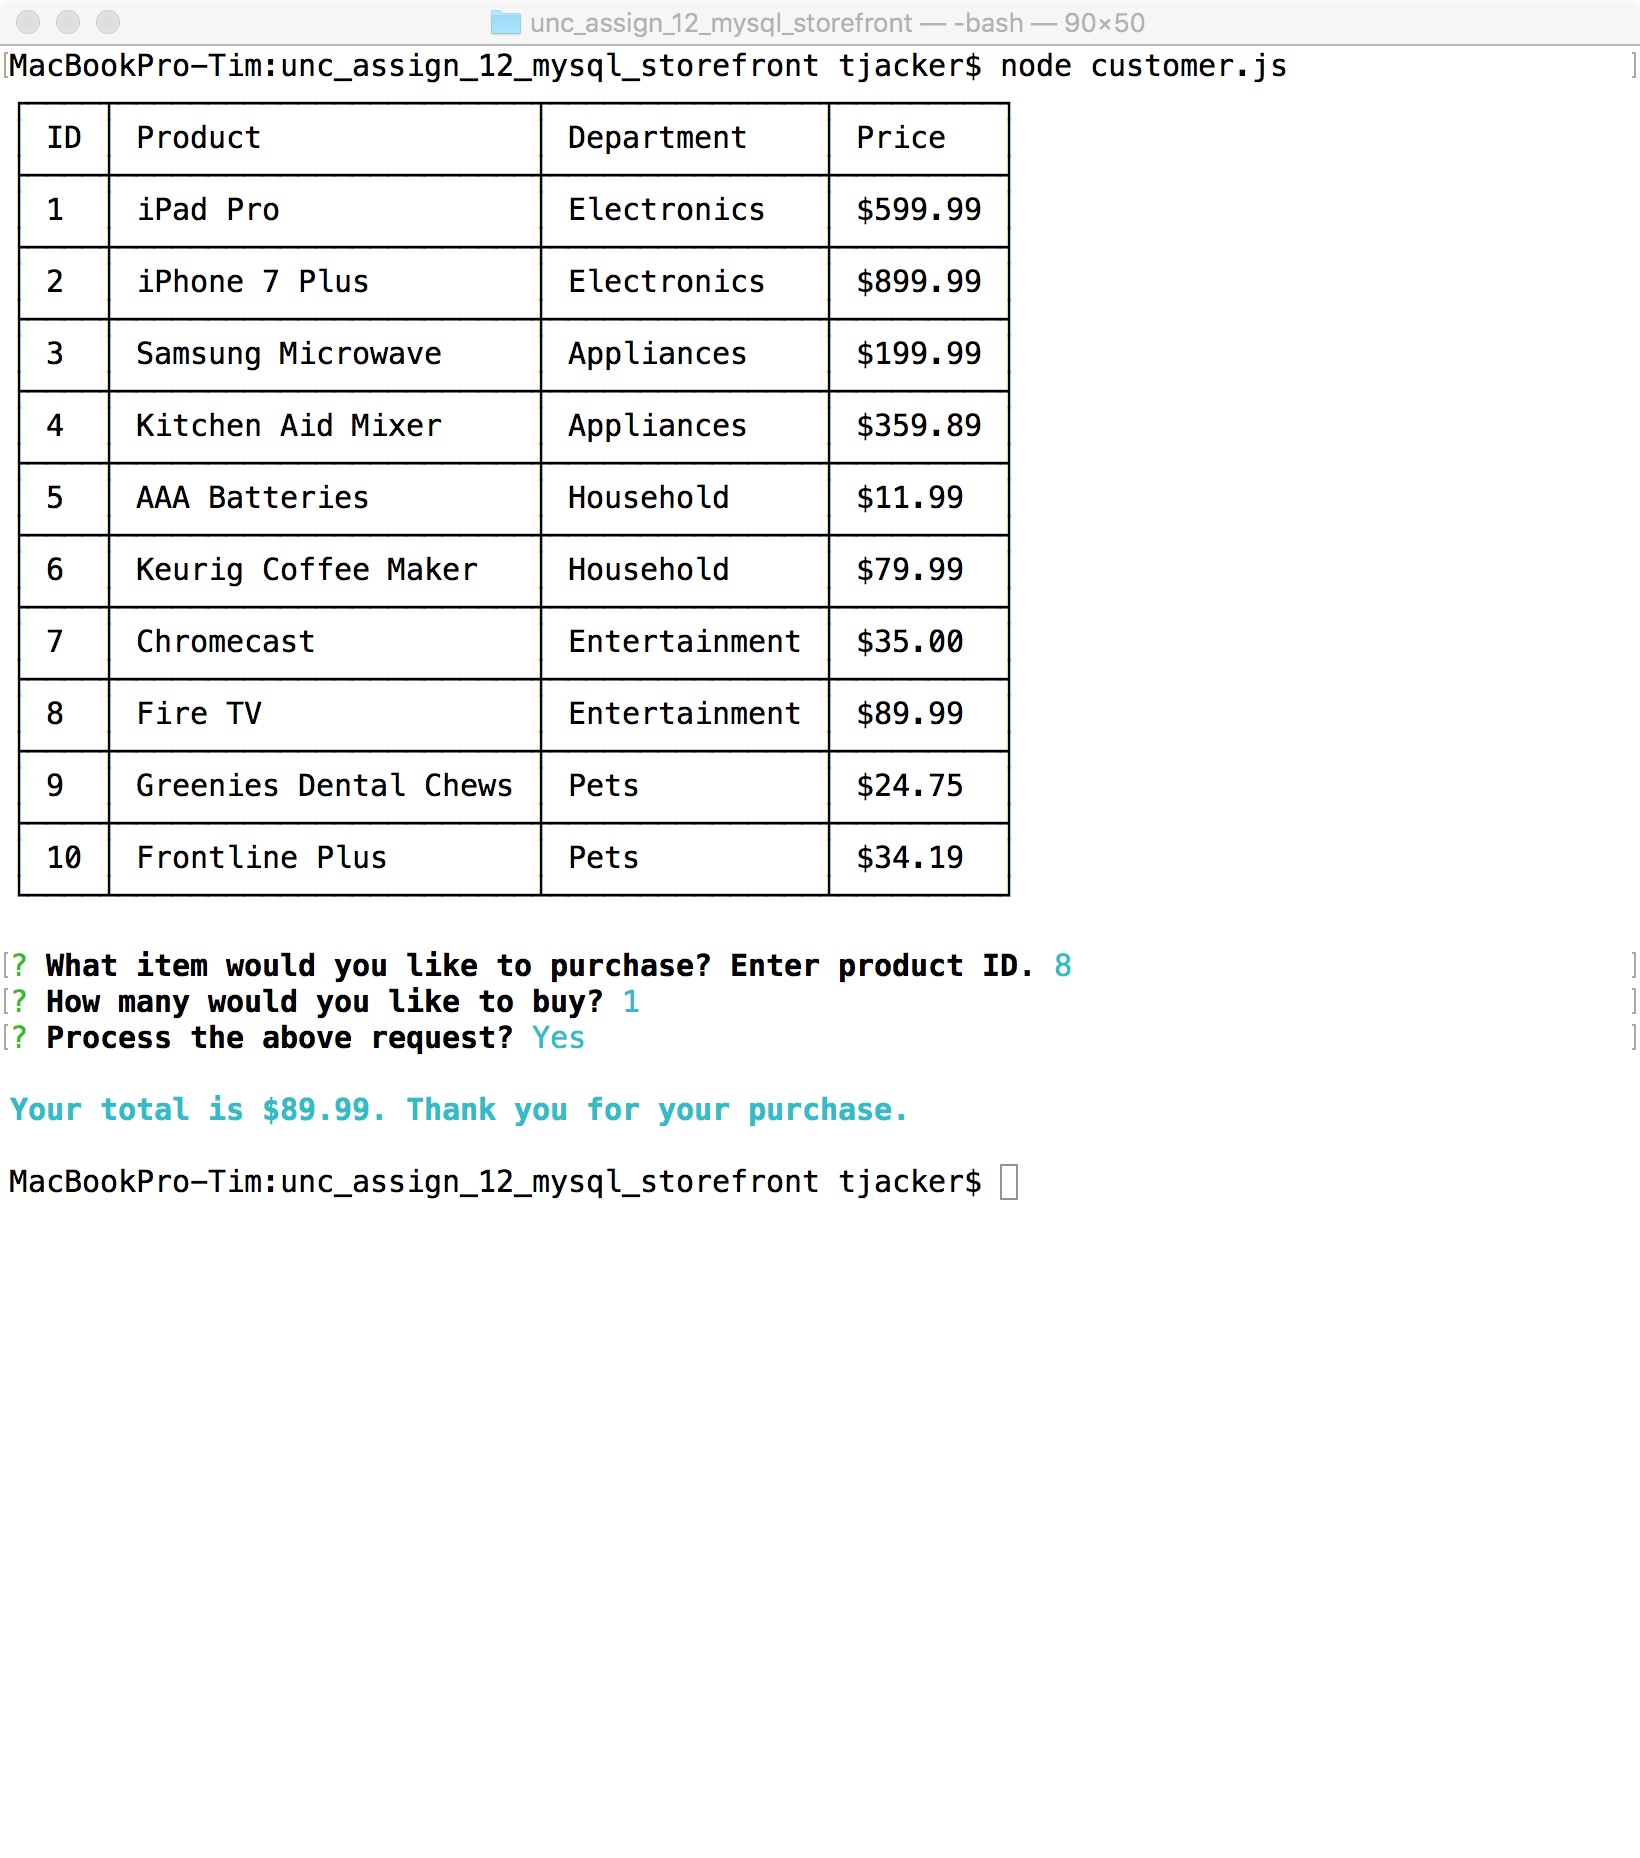 unc_assign_12_mysql_storefront — -bash — 90×50
MacBookPro-Tim:unc_assign_12_mysql_storefront tjacker$ node customer.js
ID Product Department Price
1 iPad Pro Electronics $599.99
2 iPhone 7 Plus Electronics $899.99
3 Samsung Microwave Appliances $199.99
4 Kitchen Aid Mixer Appliances $359.89
5 AAA Batteries Household $11.99
6 Keurig Coffee Maker Household $79.99
7 Chromecast Entertainment $35.00
8 Fire TV Entertainment $89.99
9 Greenies Dental Chews Pets $24.75
10 Frontline Plus Pets $34.19
? What item would you like to purchase? Enter product ID. 8
? How many would you like to buy? 1
? Process the above request? Yes
Your total is $89.99. Thank you for your purchase.
MacBookPro-Tim:unc_assign_12_mysql_storefront tjacker$